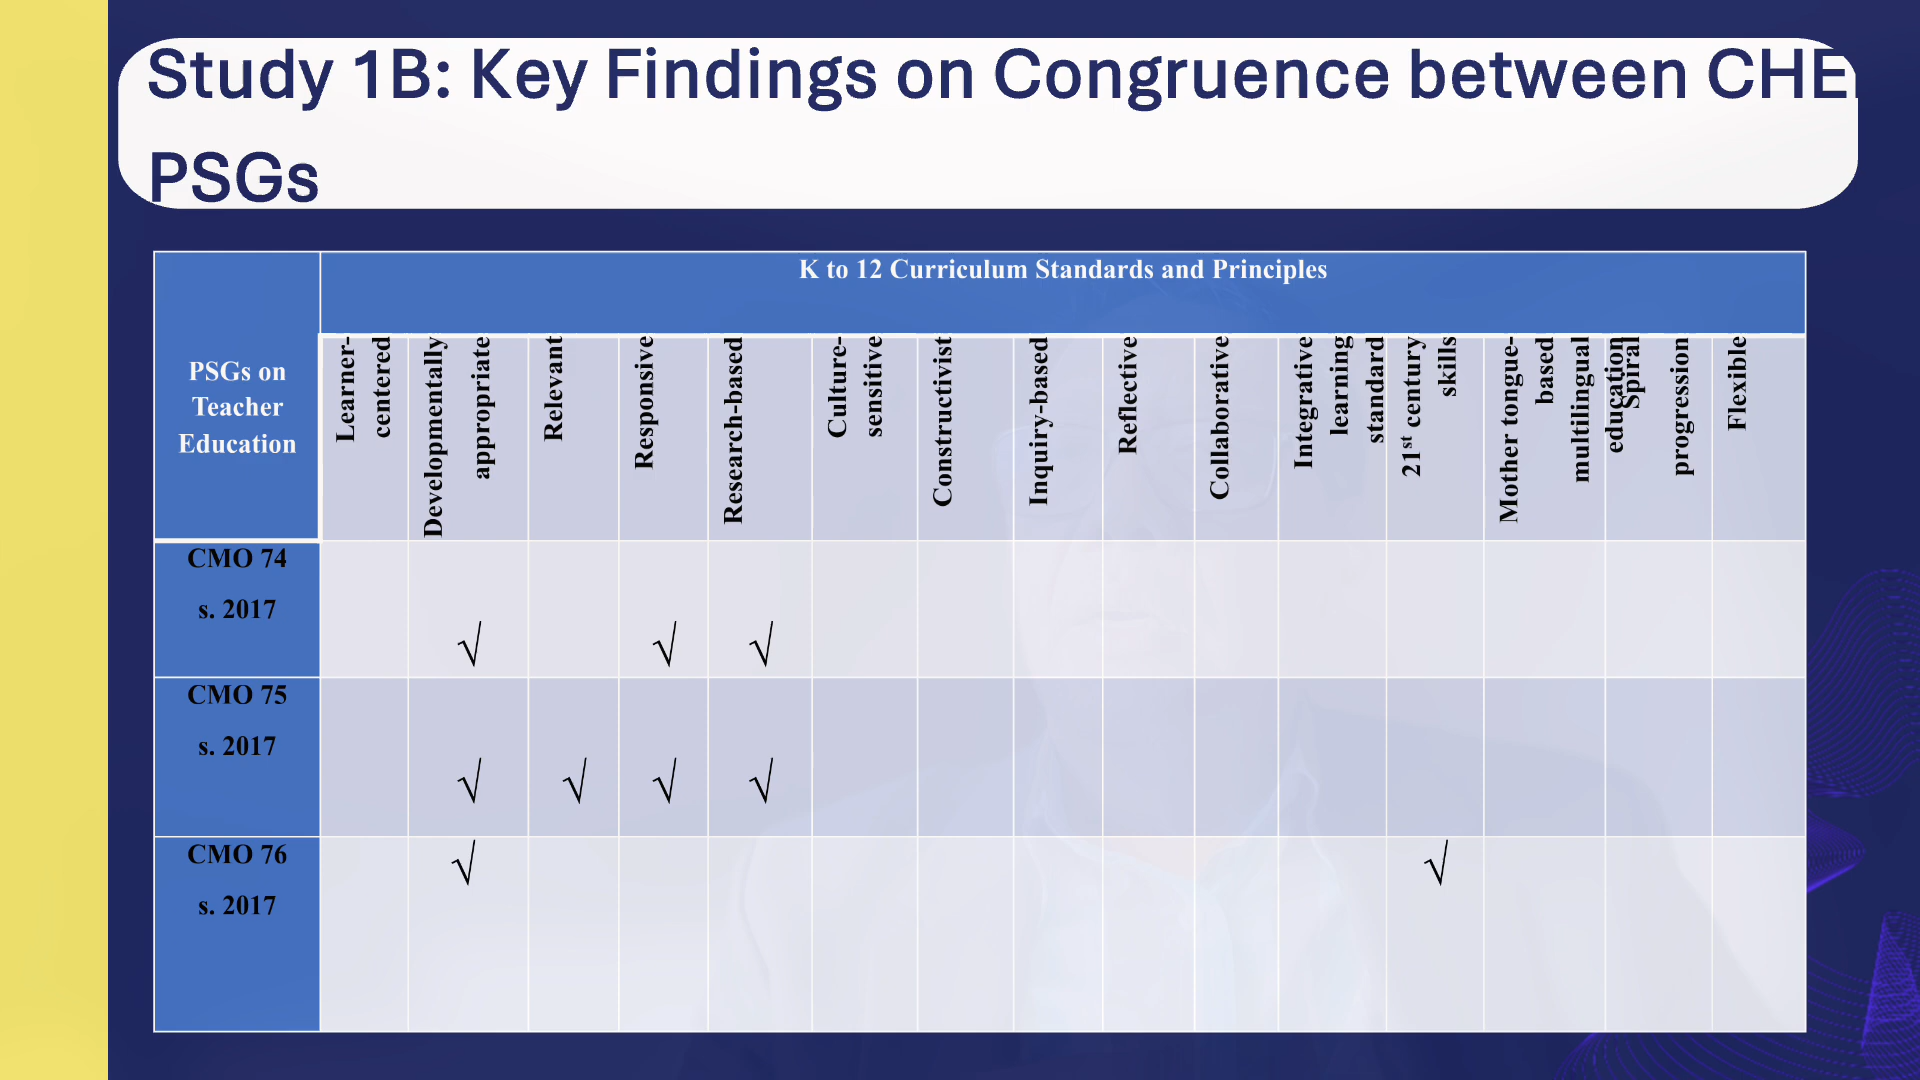 Study 1B: Key Findings on Congruence between CHE
PSGs
K to 12 Curriculum Standards and Principles
PSGs on
Teacher
Education
Learner-
centered
Developmentally
appropriate
Relevant
Responsive
Research-based
Culture-
sensitive
Constructivist
Inquiry-based
Reflective
Collaborative
Integrative
learning
standard
21st century
skills
Mother tongue-
based
multilingual
education
Spiral
progression
Flexible
CMO 74
s. 2017
√ √ √
CMO 75
s. 2017
√ √ √ √
CMO 76
s. 2017
√ √